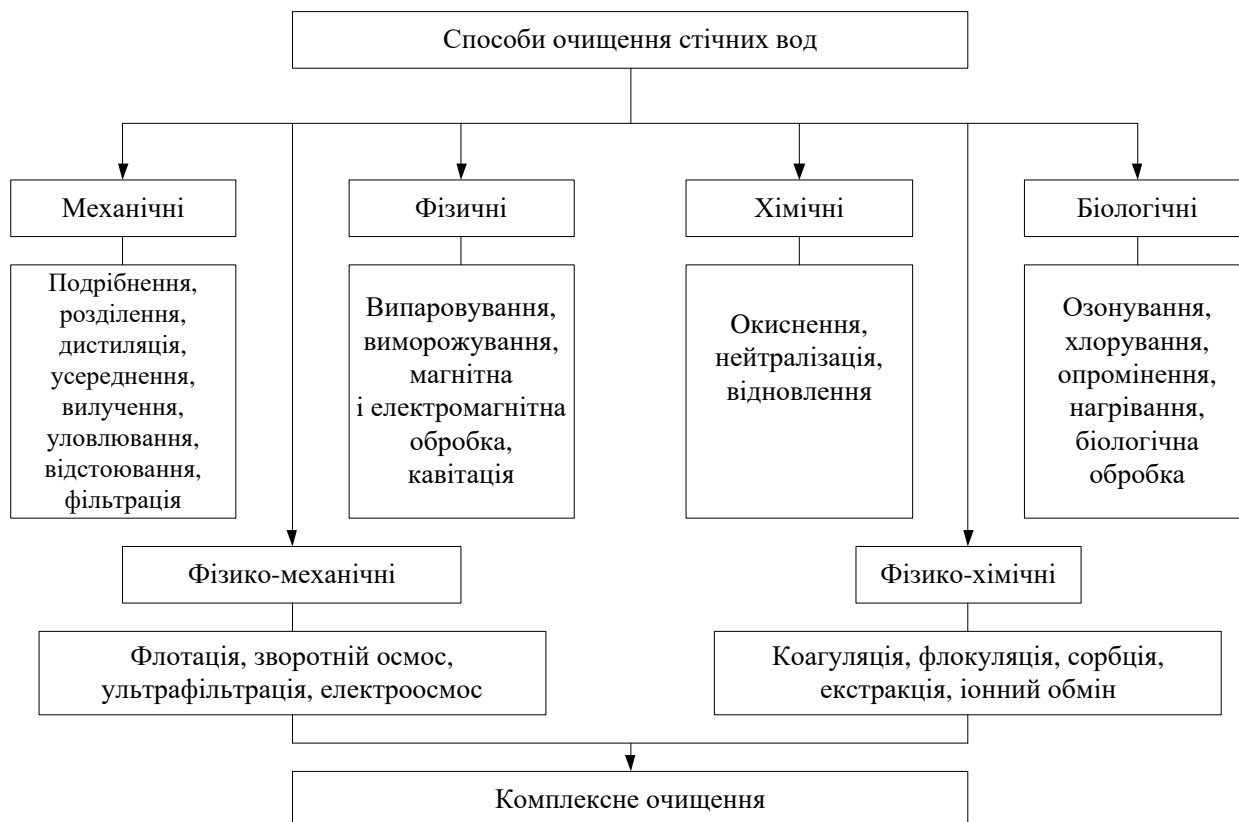 Способи очищення стічних вод
Механічні
Фізичні
Хімічні
Біологічні
Подрібнення,
розділення,
дистиляція,
усереднення,
вилучення,
уловлювання,
відстоювання,
фільтрація
Випаровування,
виморожування,
магнітна
і електромагнітна
обробка,
кавітація
Окиснення,
нейтралізація,
відновлення
Озонування,
хлорування,
опромінення,
нагрівання,
біологічна
обробка
Фізико-механічні
Фізико-хімічні
Флотація, зворотній осмос,
ультрафільтрація, електроосмос
Коагуляція, флокуляція, сорбція,
екстракція, іонний обмін
Комплексне очищення